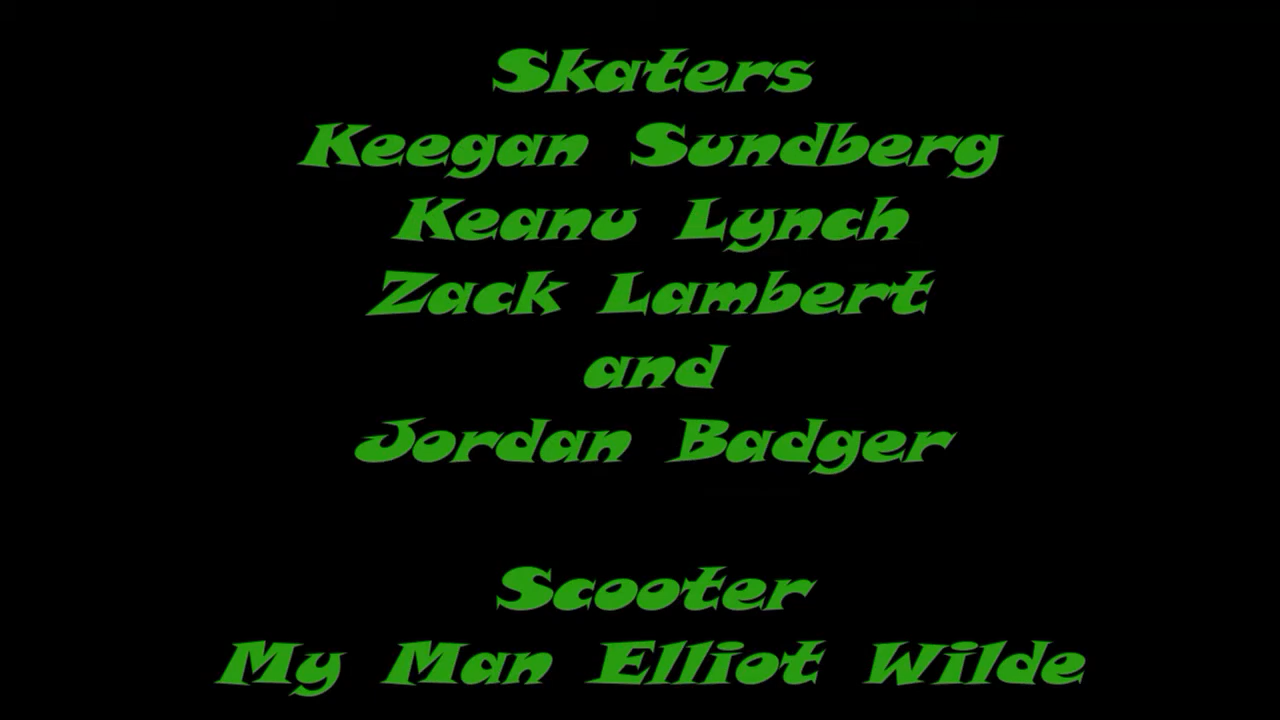 Skaters
Keegan Sundberg
Keanu Lynch
Zack Lambert
and
Jordan Badger
Scooter
My Man Elliot Wilde